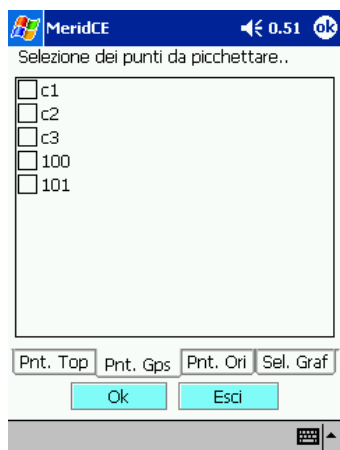 MeridCE 0.51 ok
Selezione dei punti da picchettare..
c1
c2
c3
100
101
Pnt. Top Pnt. Gps Pnt. Ori Sel. Graf
Ok Esci